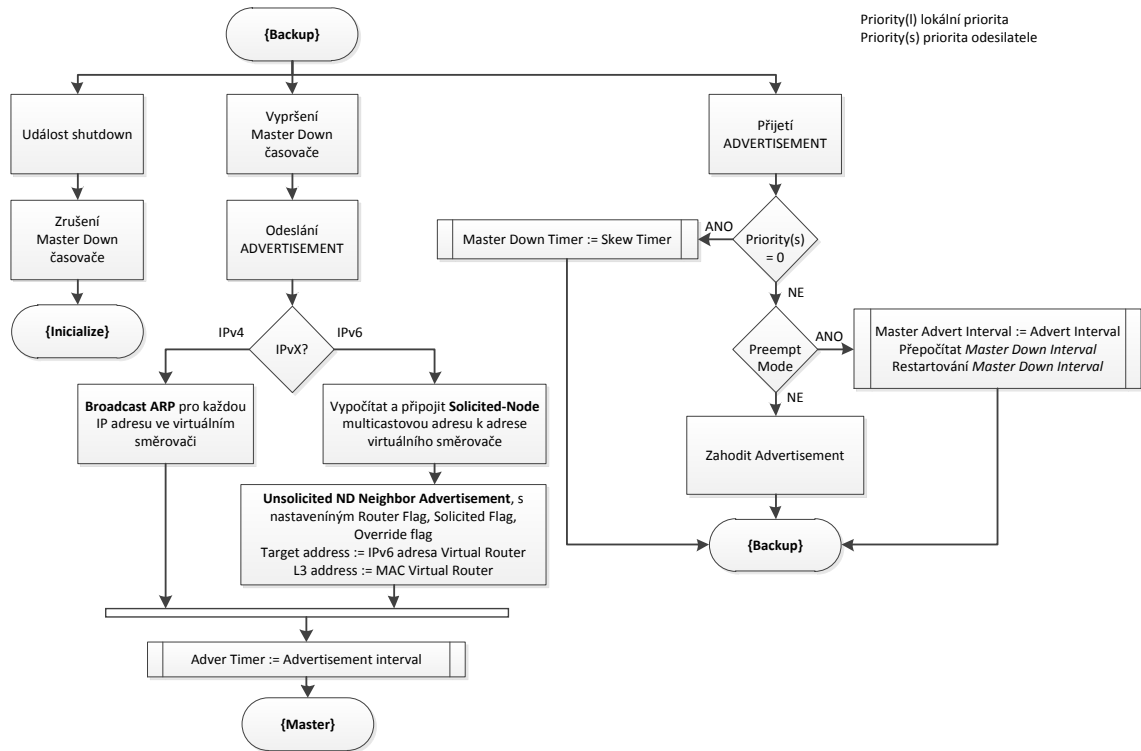 Priority(l) lokální priorita
Priority(s) priorita odesilatele
{Backup}
Událost shutdown
Vypršení
Master Down
časovače
Přijetí
ADVERTISEMENT
Zrušení
Master Down
časovače
Odeslání
ADVERTISEMENT
Master Down Timer := Skew Timer
ANO
Priority(s)
= 0
NE
{Inicialize}
IPv4
IPvX?
IPv6
Preempt
Mode
ANO
Master Advert Interval := Advert Interval
Přepočítat Master Down Interval
Restartování Master Down Interval
NE
Broadcast ARP pro každou
IP adresu ve virtuálním
směrovači
Vypočítat a připojit Solicited-Node
multicastovou adresu k adrese
virtuálního směrovače
Zahodit Advertisement
Unsolicited ND Neighbor Advertisement, s
nastaveníným Router Flag, Solicited Flag,
Override flag
Target address := IPv6 adresa Virtual Router
L3 address := MAC Virtual Router
{Backup}
Adver Timer := Advertisement interval
{Master}